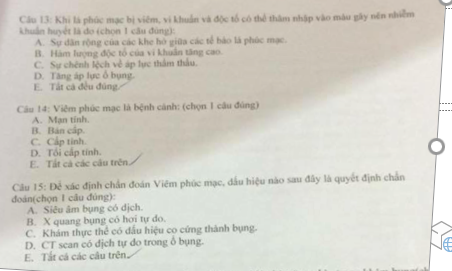 Câu 13: Khi lá phúc mạc bị viêm, vi khuẩn và độc tố có thể thâm nhập vào máu gây nên nhiễm
khuẩn huyết là do (chọn 1 câu đúng):
A. Sự dãn rộng của các khe hở giữa các tế bào lá phúc mạc.
B. Hàm lượng độc tố của vi khuẩn tăng cao.
C. Sự chênh lệch về áp lực thẩm thấu.
D. Tăng áp lực ổ bụng.
E. Tất cả đều đúng.
Câu 14: Viêm phúc mạc là bệnh cảnh: (chọn 1 câu đúng)
A. Mạn tính.
B. Bán cấp.
C. Cấp tính.
D. Tối cấp tính.
E. Tất cả các câu trên.
Câu 15: Để xác định chẩn đoán Viêm phúc mạc, dấu hiệu nào sau đây là quyết định chẩn
đoán(chọn 1 câu đúng):
A. Siêu âm bụng có dịch.
B. X quang bụng có hơi tự do.
C. Khám thực thể có dấu hiệu co cứng thành bụng.
D. CT scan có dịch tự do trong ổ bụng.
E. Tất cả các câu trên.